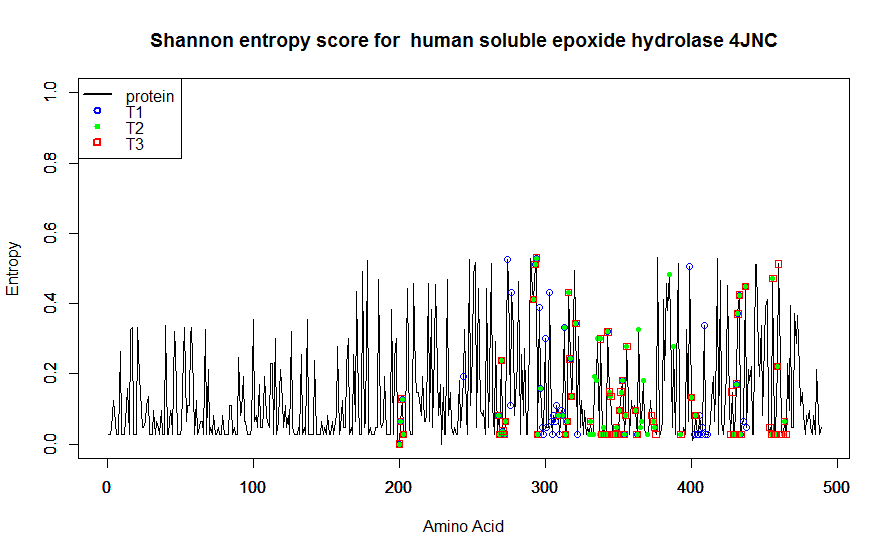 Shannon entropy score for  human soluble epoxide hydrolase 4JNC
protein
T1
T2
T3
1.0
0.8
0.6
0.4
0.2
0.0
Entropy
0 100 200 300 400 500
Amino Acid